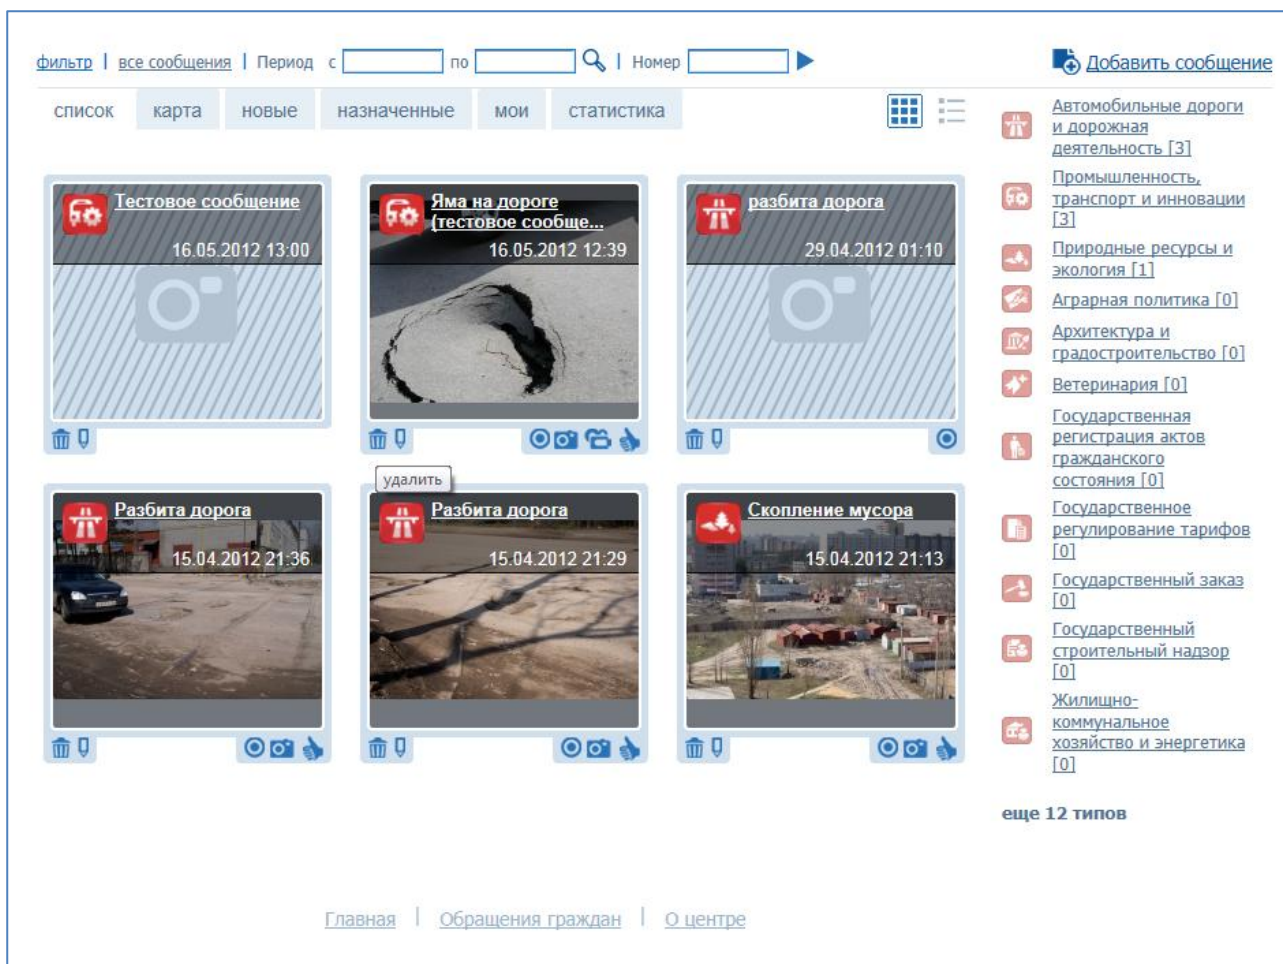 фильтр | все сообщения | Период с по | Номер
Добавить сообщение
список карта новые назначенные мои статистика
Тестовое сообщение
16.05.2012 13:00
Яма на дороге
(тестовое сообще...
16.05.2012 12:39
разбита дорога
29.04.2012 01:10
удалить
Разбита дорога
15.04.2012 21:36
Разбита дорога
15.04.2012 21:29
Скопление мусора
15.04.2012 21:13
Автомобильные дороги
и дорожная
деятельность [3]
Промышленность,
транспорт и инновации
[3]
Природные ресурсы и
экология [1]
Аграрная политика [0]
Архитектура и
градостроительство [0]
Ветеринария [0]
Государственная
регистрация актов
гражданского
состояния [0]
Государственное
регулирование тарифов
[0]
Государственный заказ
[0]
Государственный
строительный надзор
[0]
Жилищно-
коммунальное
хозяйство и энергетика
[0]
еще 12 типов
Главная | Обращения граждан | О центре